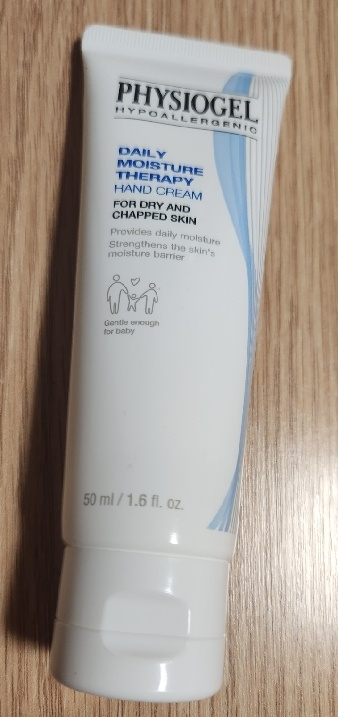 PHYSIOGEL
HYPOALLERGENIC
DAILY
MOISTURE
THERAPY
HAND CREAM
FOR DRY AND
CHAPPED SKIN
Provides daily moisture
Strengthens the skin's
moisture barrier
Gentle enough
for baby
50 ml / 1.6 fl. oz.